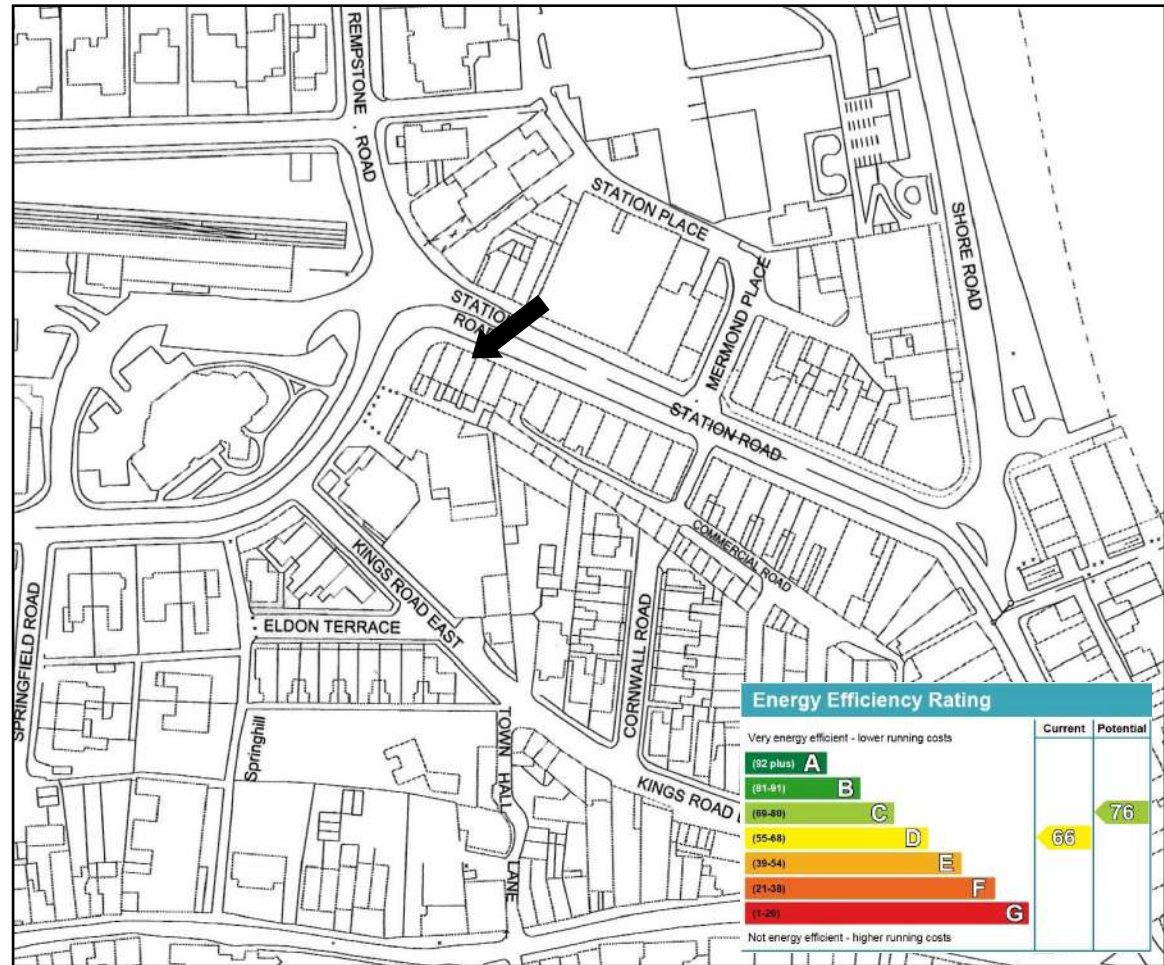 REMPSTONE ROAD
STATION PLACE
SHORE ROAD
MERMOND PLACE
STATION
ROAD
STATION ROAD
COMMERCIAL ROAD
KINGS ROAD EAST
CORNWALL ROAD
ELDON TERRACE
SPRINGFIELD ROAD
Springhill
TOWN HALL LANE
KINGS ROAD
Energy Efficiency Rating
Current Potential
Very energy efficient - lower running costs
(92 plus) A
(81-91) B
(69-80) C 76
(55-68) D 66
(39-54) E
(21-38) F
(1-20) G
Not energy efficient - higher running costs